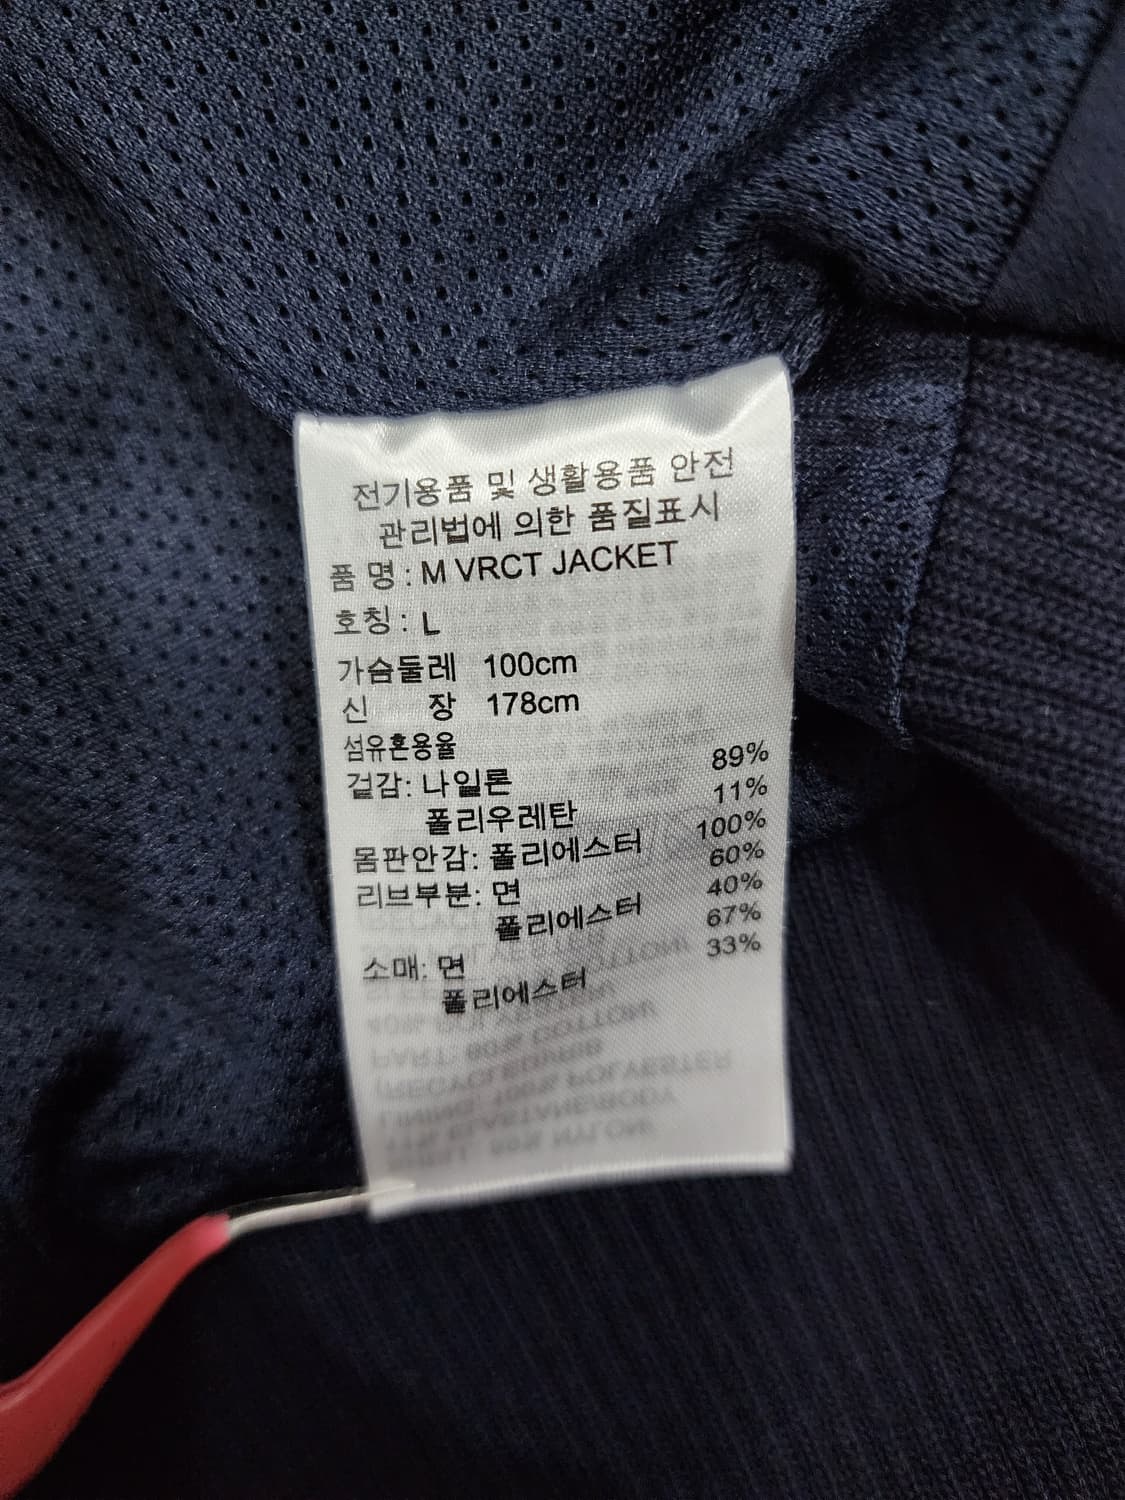 전기용품 및 생활용품 안전
관리법에 의한 품질표시
품 명 : M VRCT JACKET
호칭 : L
가슴둘레 100cm
신 장 178cm
섬유혼용율
겉감: 나일론 89%
폴리우레탄 11%
몸판안감: 폴리에스터 100%
리브부분: 면 60%
폴리에스터 40%
소매: 면 67%
폴리에스터 33%